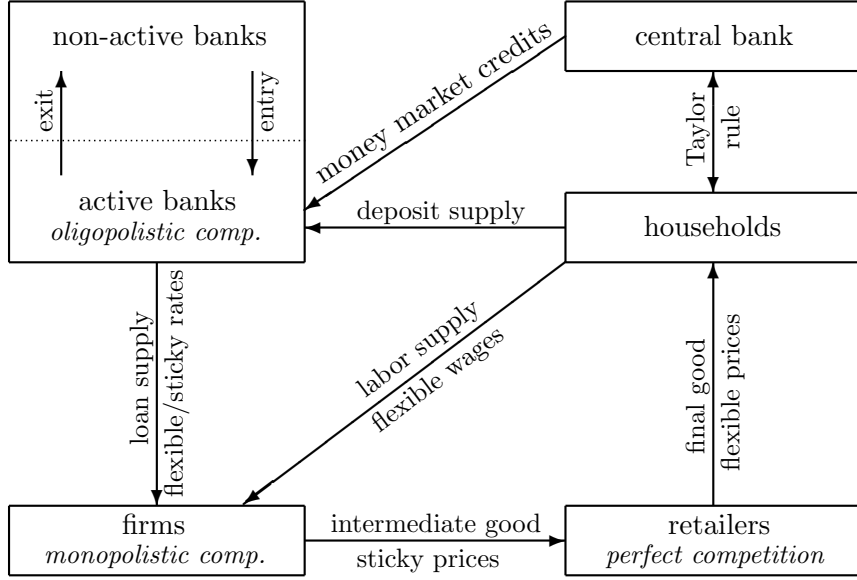 non-active banks
exit
entry
active banks
oligopolistic comp.
money market credits
central bank
Taylor
rule
deposit supply
households
loan supply
flexible/sticky rates
labor supply
flexible wages
final good
flexible prices
firms
monopolistic comp.
intermediate good
sticky prices
retailers
perfect competition